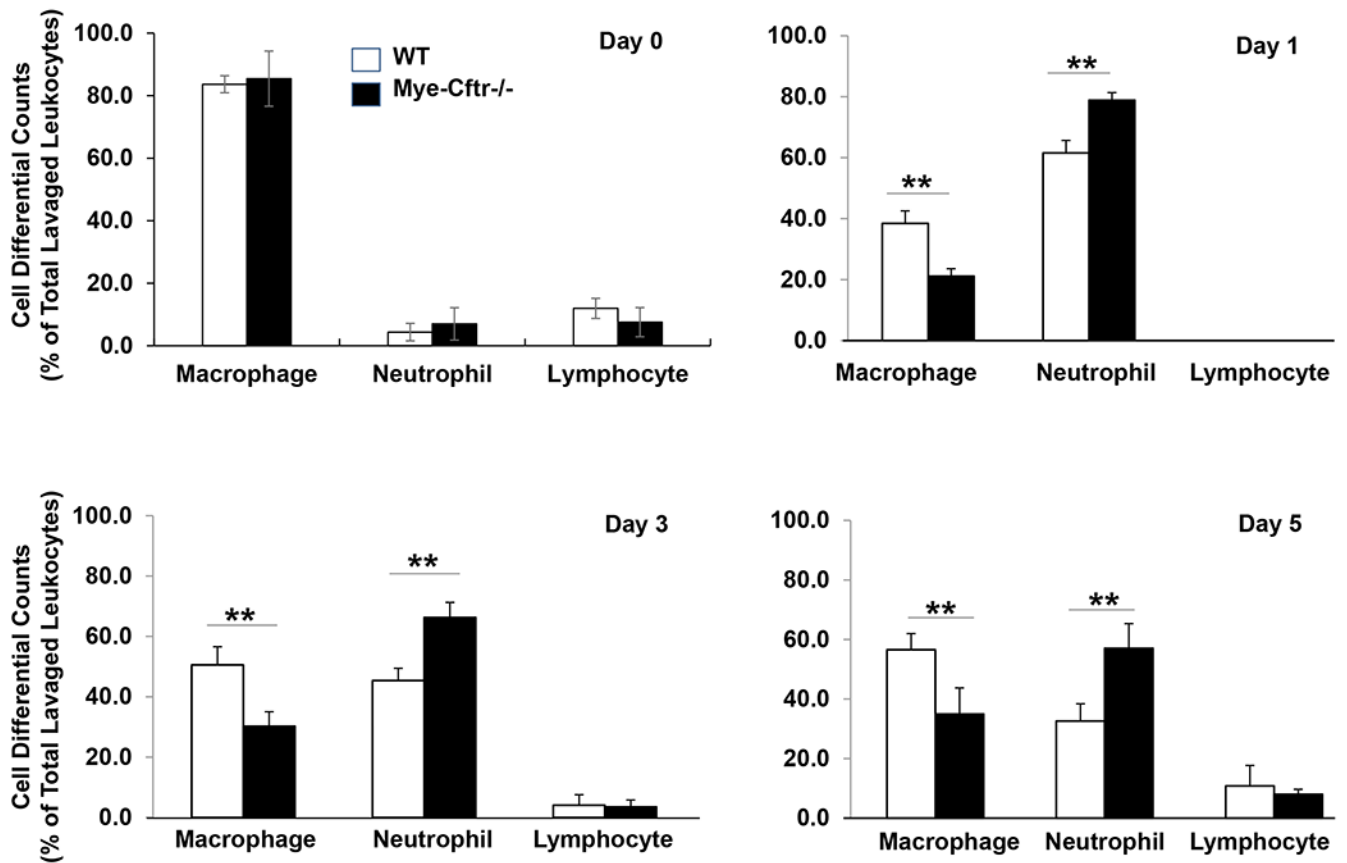 Cell Differential Counts
(% of Total Lavaged Leukocytes)
100.0
80.0
60.0
40.0
20.0
0.0
Day 0
WT
Mye-Cftr-/-
Macrophage
Neutrophil
Lymphocyte
100.0
80.0
60.0
40.0
20.0
0.0
Day 1
**
**
Macrophage
Neutrophil
Lymphocyte
Cell Differential Counts
(% of Total Lavaged Leukocytes)
100.0
80.0
60.0
40.0
20.0
0.0
Day 3
**
**
Macrophage
Neutrophil
Lymphocyte
100.0
80.0
60.0
40.0
20.0
0.0
Day 5
**
**
Macrophage
Neutrophil
Lymphocyte